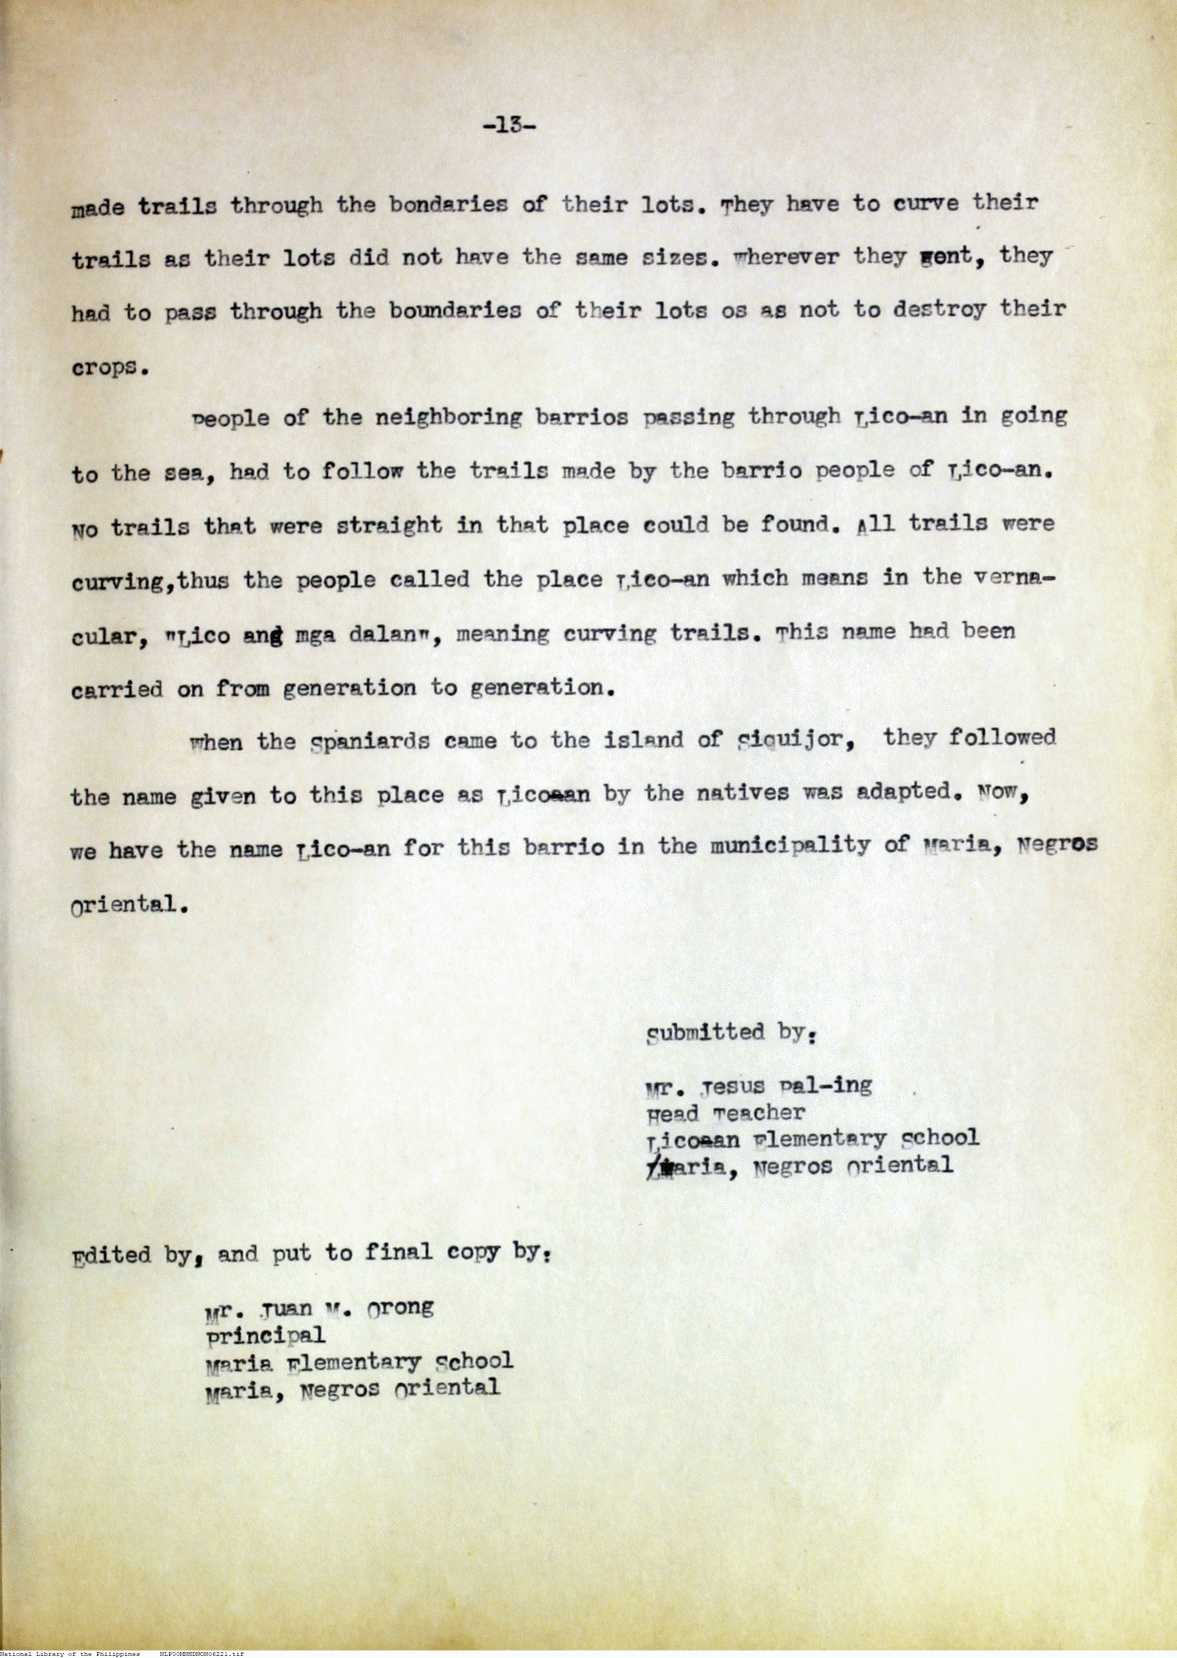 -13-
made trails through the bondaries of their lots. They have to curve their
trails as their lots did not have the same sizes. Wherever they went, they
had to pass through the boundaries of their lots os as not to destroy their
crops.
People of the neighboring barrios passing through Lico-an in going
to the sea, had to follow the trails made by the barrio people of Lico-an.
No trails that were straight in that place could be found. All trails were
curving,thus the people called the place Lico-an which means in the verna-
cular, "Lico ang mga dalan", meaning curving trails. This name had been
carried on from generation to generation.
When the Spaniards came to the island of Siquijor, they followed
the name given to this place as Lico-an by the natives was adapted. Now,
we have the name Lico-an for this barrio in the municipality of Maria, Negros
Oriental.
Submitted by:
Mr. Jesus Pal-ing
Head Teacher
Lico-an Elementary School
Maria, Negros Oriental
Edited by, and put to final copy by:
Mr. Juan M. Orong
Principal
Maria Elementary School
Maria, Negros Oriental
National Library of the Philippines